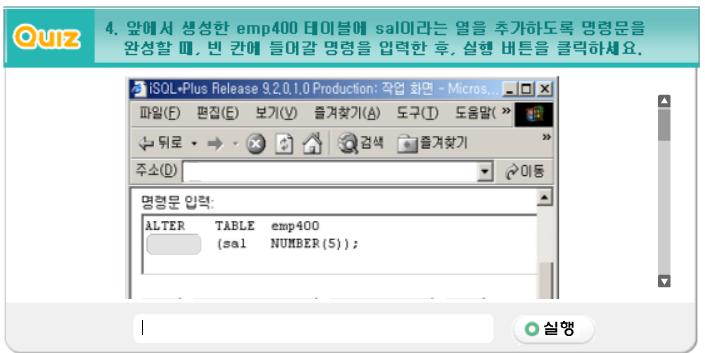 Quiz
4. 앞에서 생성한 emp400 테이블에 sal이라는 열을 추가하도록 명령문을
완성할 때, 빈 칸에 들어갈 명령을 입력한 후, 실행 버튼을 클릭하세요.
iSQL*Plus Release 9.2.0.1.0 Production: 작업 화면 - Micros...
파일(F) 편집(E) 보기(V) 즐겨찾기(A) 도구(T) 도움말( »
뒤로 검색 즐겨찾기 »
주소(D) 이동
명령문 입력:
ALTER TABLE emp400
(sal NUMBER(5));
실행